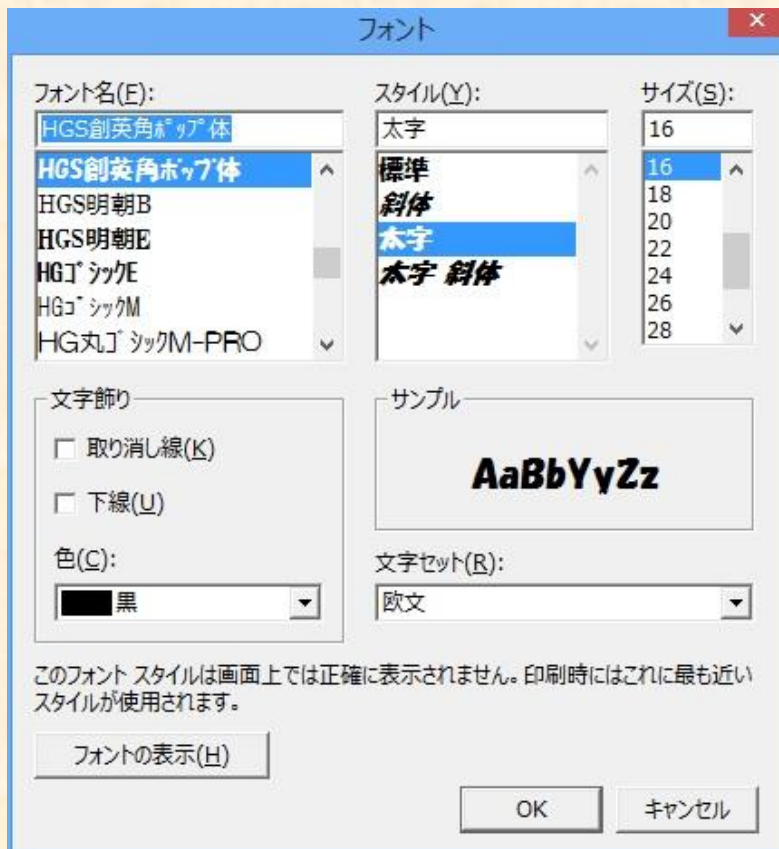 フォント
フォント名(F):
HGS創英角ﾎﾟｯﾌﾟ体
HGS創英角ﾎﾟｯﾌﾟ体
HGS明朝B
HGS明朝E
HGｺﾞｼｯｸE
HGｺﾞｼｯｸM
HG丸ｺﾞｼｯｸM-PRO
スタイル(Y):
太字
標準
斜体
太字
太字 斜体
サイズ(S):
16
16
18
20
22
24
26
28
文字飾り
取り消し線(K)
下線(U)
色(C):
黒
サンプル
AaBbYyZz
文字セット(R):
欧文
このフォント スタイルは画面上では正確に表示されません。印刷時にはこれに最も近い
スタイルが使用されます。
フォントの表示(H)
OK
キャンセル